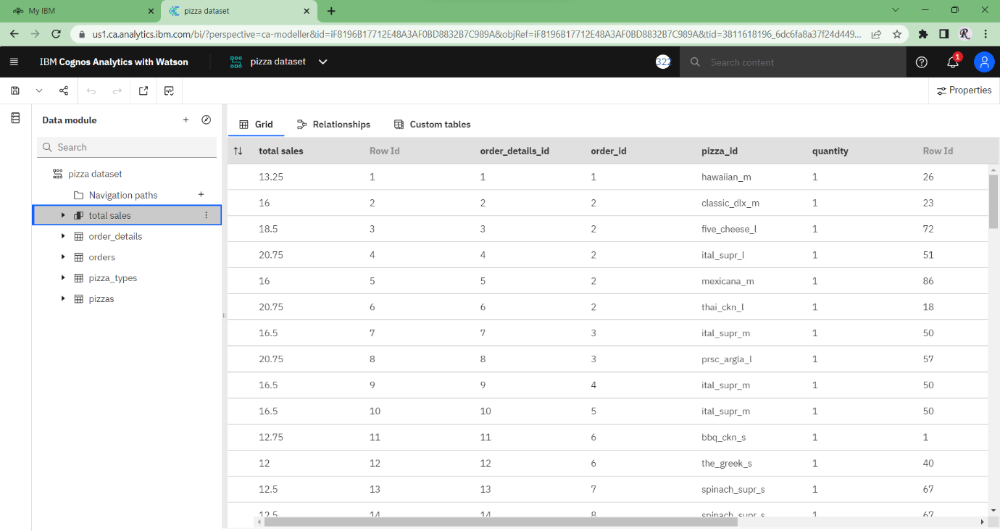 My IBM
pizza dataset
us1.ca.analytics.ibm.com/bi/?perspective=ca-modeller&id=iF8196B17712E48A3AF0BD8832B7C989A&objRef=iF8196B17712E48A3AF0BD8832B7C989A&tid=3811618196_6dc6fa8a37f24d449...
IBM Cognos Analytics with Watson
pizza dataset
322
Search content
1
Properties
Data module
Search
pizza dataset
Navigation paths
total sales
order_details
orders
pizza_types
pizzas
Grid Relationships Custom tables
total sales Row Id order_details_id order_id pizza_id quantity Row Id
13.25 1 1 1 hawaiian_m 1 26
16 2 2 2 classic_dlx_m 1 23
18.5 3 3 2 five_cheese_l 1 72
20.75 4 4 2 ital_supr_l 1 51
16 5 5 2 mexicana_m 1 86
20.75 6 6 2 thai_ckn_l 1 18
16.5 7 7 3 ital_supr_m 1 50
20.75 8 8 3 prsc_argla_l 1 57
16.5 9 9 4 ital_supr_m 1 50
16.5 10 10 5 ital_supr_m 1 50
12.75 11 11 6 bbq_ckn_s 1 1
12 12 12 6 the_greek_s 1 40
12.5 13 13 7 spinach_supr_s 1 67
12.5 14 14 8 spinach_supr_s 1 67